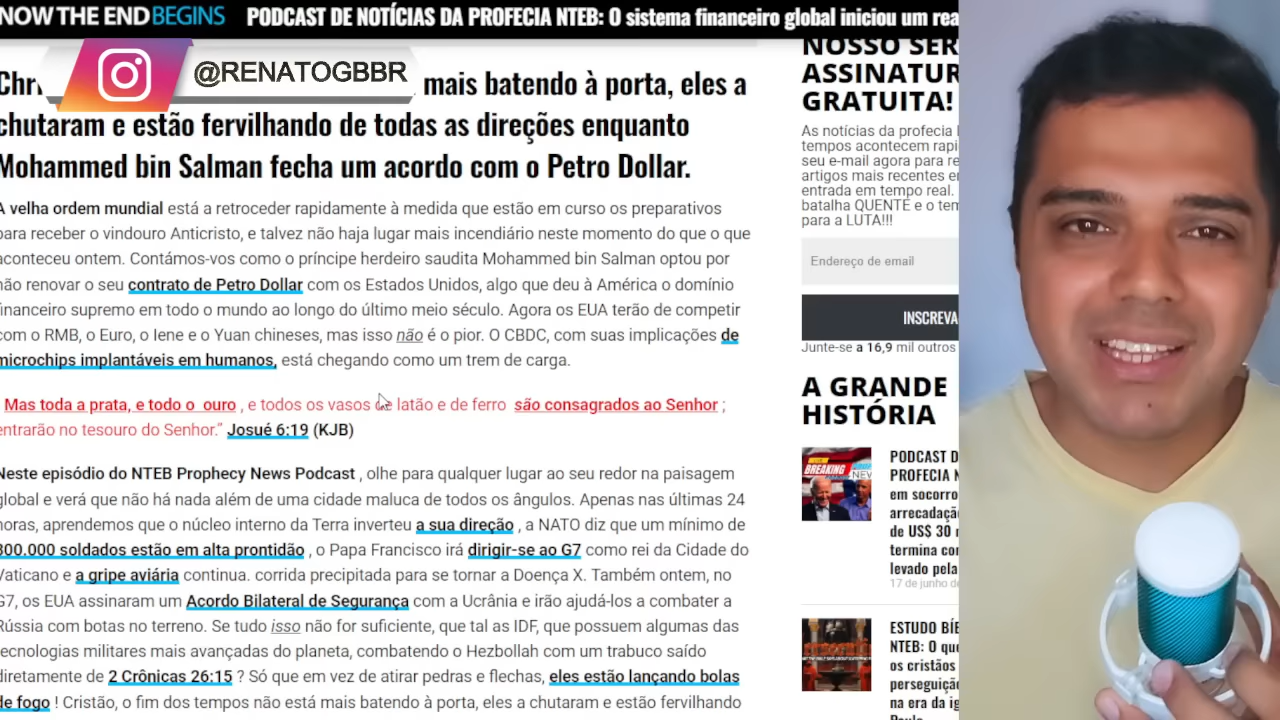 NOW THE END BEGINS
PODCAST DE NOTÍCIAS DA PROFECIA NTEB: O sistema financeiro global iniciou um rea
@RENATOGBBR
mais batendo à porta, eles a
chutaram e estão fervilhando de todas as direções enquanto
Mohammed bin Salman fecha um acordo com o Petro Dollar.
A velha ordem mundial está a retroceder rapidamente à medida que estão em curso os preparativos
para receber o vindouro Anticristo, e talvez não haja lugar mais incendiário neste momento do que o que
aconteceu ontem. Contámos-vos como o príncipe herdeiro saudita Mohammed bin Salman optou por
não renovar o seu contrato de Petro Dollar com os Estados Unidos, algo que deu à América o domínio
financeiro supremo em todo o mundo ao longo do último meio século. Agora os EUA terão de competir
com o RMB, o Euro, o Iene e o Yuan chineses, mas isso não é o pior. O CBDC, com suas implicações de
microchips implantáveis em humanos, está chegando como um trem de carga.
Mas toda a prata, e todo o ouro , e todos os vasos de latão e de ferro são consagrados ao Senhor ;
entrarão no tesouro do Senhor.” Josué 6:19 (KJB)
Neste episódio do NTEB Prophecy News Podcast , olhe para qualquer lugar ao seu redor na paisagem
global e verá que não há nada além de uma cidade maluca de todos os ângulos. Apenas nas últimas 24
horas, aprendemos que o núcleo interno da Terra inverteu a sua direção , a NATO diz que um mínimo de
300.000 soldados estão em alta prontidão , o Papa Francisco irá dirigir-se ao G7 como rei da Cidade do
Vaticano e a gripe aviária continua. corrida precipitada para se tornar a Doença X. Também ontem, no
G7, os EUA assinaram um Acordo Bilateral de Segurança com a Ucrânia e irão ajudá-los a combater a
Rússia com botas no terreno. Se tudo isso não for suficiente, que tal as IDF, que possuem algumas das
tecnologias militares mais avançadas do planeta, combatendo o Hezbollah com um trabuco saído
diretamente de 2 Crônicas 26:15 ? Só que em vez de atirar pedras e flechas, eles estão lançando bolas
de fogo ! Cristão, o fim dos tempos não está mais batendo à porta, eles a chutaram e estão fervilhando
NOSSO SER
ASSINATUR
GRATUITA!
As notícias da profecia
tempos acontecem rapi
seu e-mail agora para re
artigos mais recentes e
entrada em tempo real.
batalha QUENTE e o tem
para a LUTA!!!
Endereço de email
INSCREVA
Junte-se a 16,9 mil outros
A GRANDE
HISTÓRIA
BREAKING
NEW
PODCAST D
PROFECIA N
em socorro
arrecadação
de US$ 30 m
termina con
levado pela
17 de junho de
ESTUDO BÍB
NTEB: O que
os cristãos
perseguição
na era da ig
Paulo